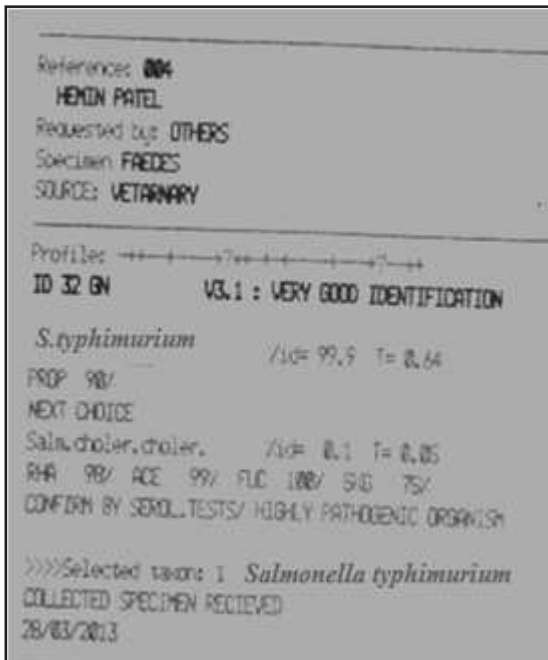 Reference: 004
HEMIN PATEL
Requested by: OTHERS
Specimen FAECES
SOURCE: VETARNARY
Profile:
ID 32 GN V3.1 : VERY GOOD IDENTIFICATION
S.typhimurium /id= 99.9 T= 0.64
PROP 90/
NEXT CHOICE
Salm.choler.choler. /id= 0.1 T= 0.05
RHA 98/ ACE 99/ FUC 100/ 75/
CONFIRM BY SEROL.TESTS/ HIGHLY PATHOGENIC ORGANISM
>>>>Selected taxon: 1 Salmonella typhimurium
COLLECTED SPECIMEN RECIEVED
28/03/2013